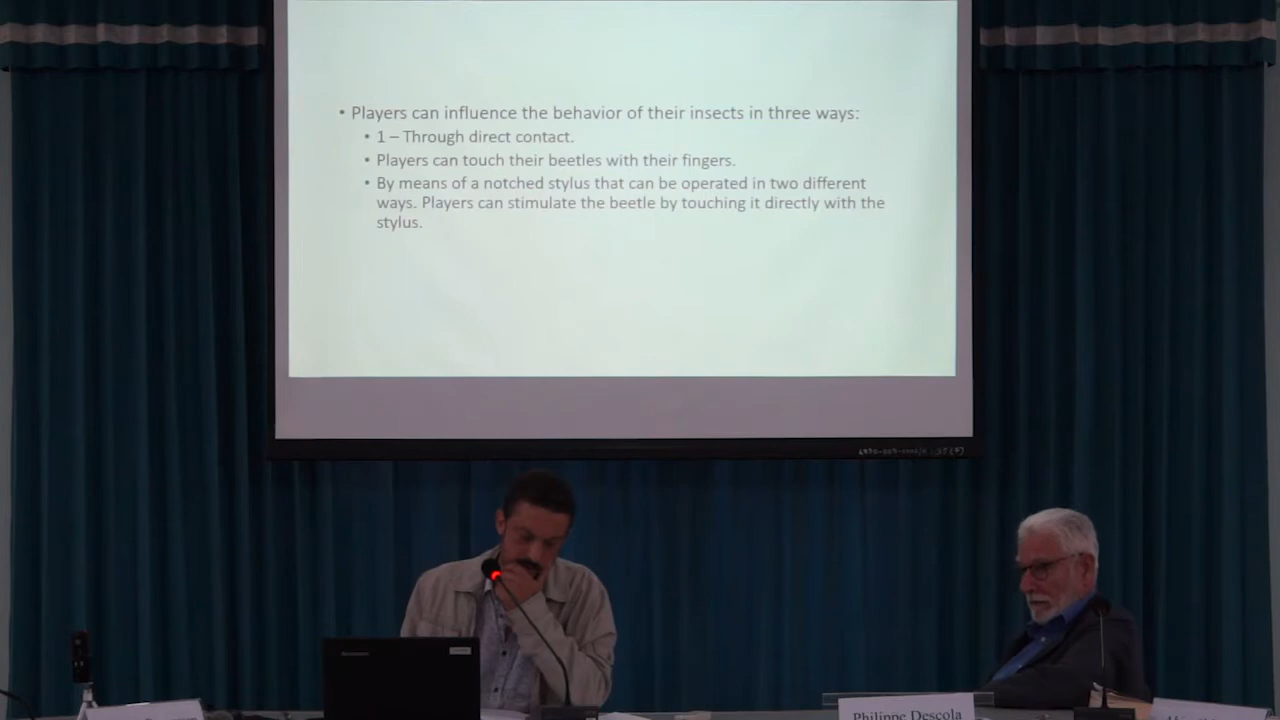 • Players can influence the behavior of their insects in three ways:
• 1 – Through direct contact.
• Players can touch their beetles with their fingers.
• By means of a notched stylus that can be operated in two different
ways. Players can stimulate the beetle by touching it directly with the
stylus.
Philippe Descola